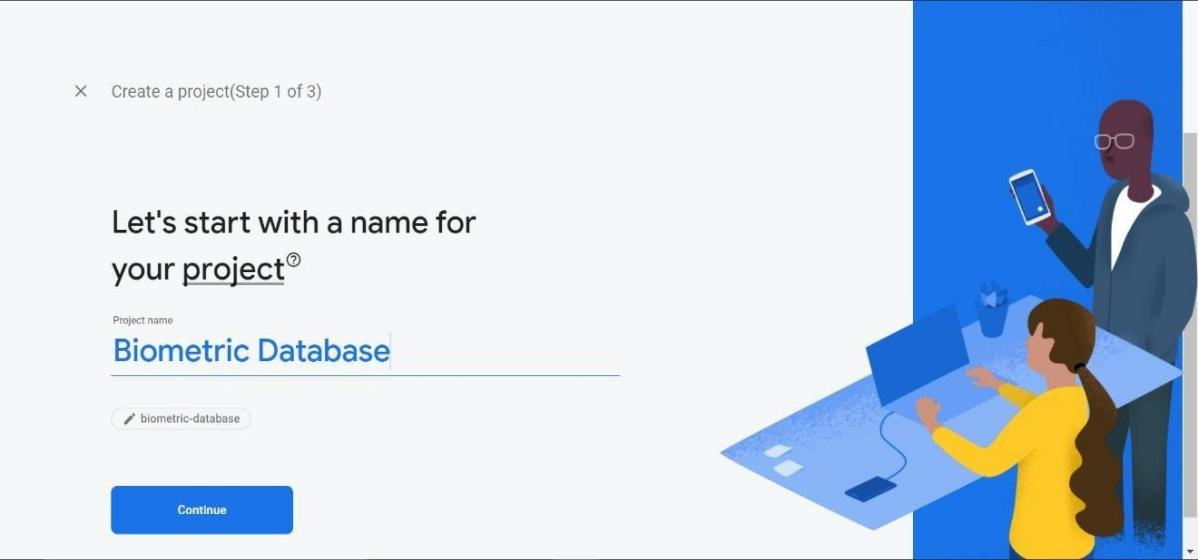 Create a project(Step 1 of 3)
Let's start with a name for
your project
Project name
Biometric Database
biometric-database
Continue